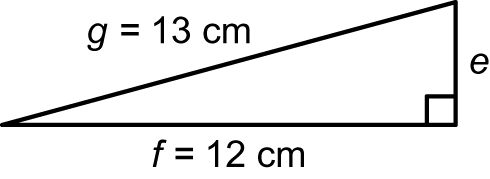 g = 13 cm
e
f = 12 cm